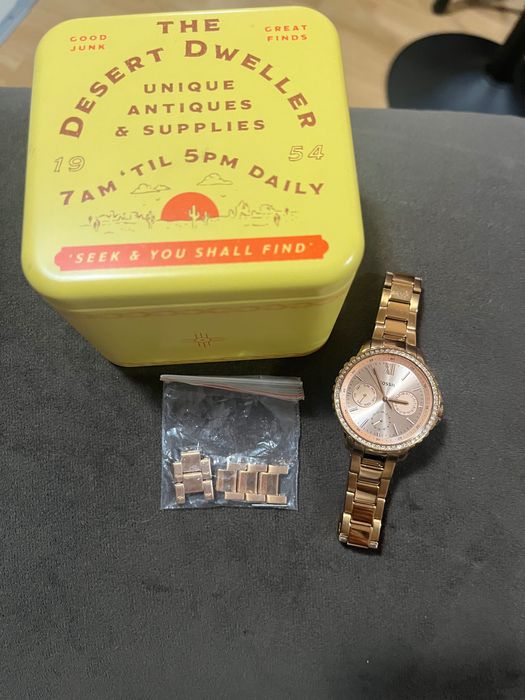 GOOD JUNK
THE
GREAT FINDS
DESERT DWELLER
UNIQUE
ANTIQUES
& SUPPLIES
19 54
7AM 'TIL 5PM DAILY
'SEEK & YOU SHALL FIND'
FOSSIL